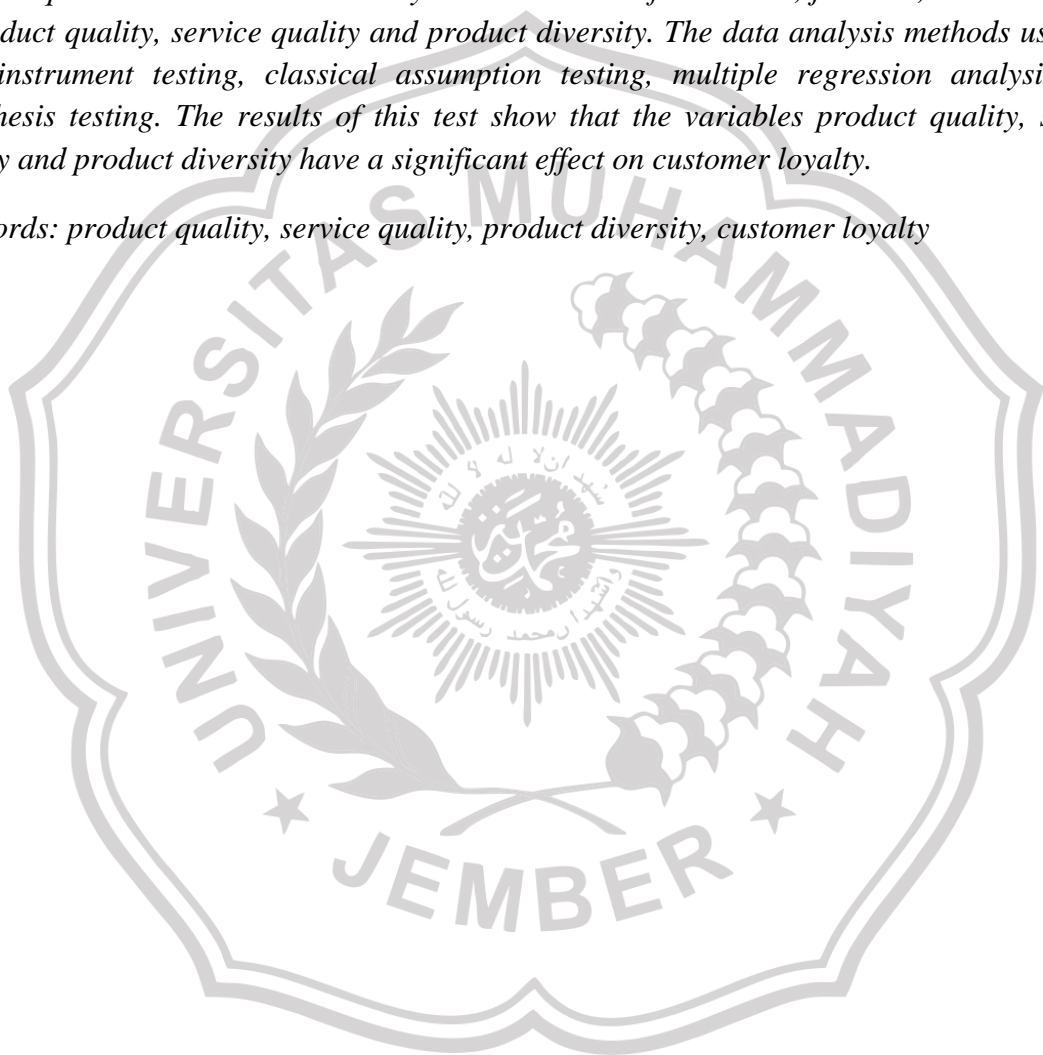 duct quality, service quality and product diversity. The data analysis methods us
instrument testing, classical assumption testing, multiple regression analysi
hesis testing. The results of this test show that the variables product quality, s
y and product diversity have a significant effect on customer loyalty.
ords: product quality, service quality, product diversity, customer loyalty
UNIVERSITAS MUHAMMADIYAH
JEMBER